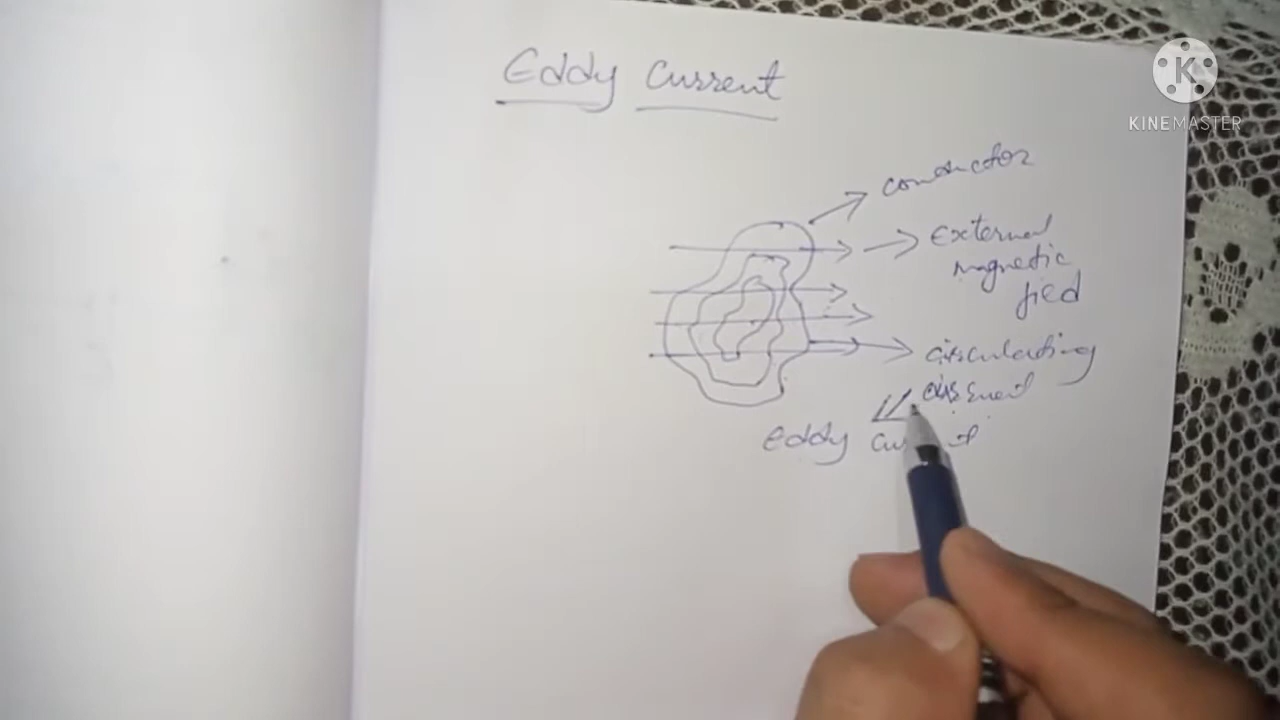 Eddy Current
KINEMASTER
conductor
External
magnetic
field
circulating
current
eddy